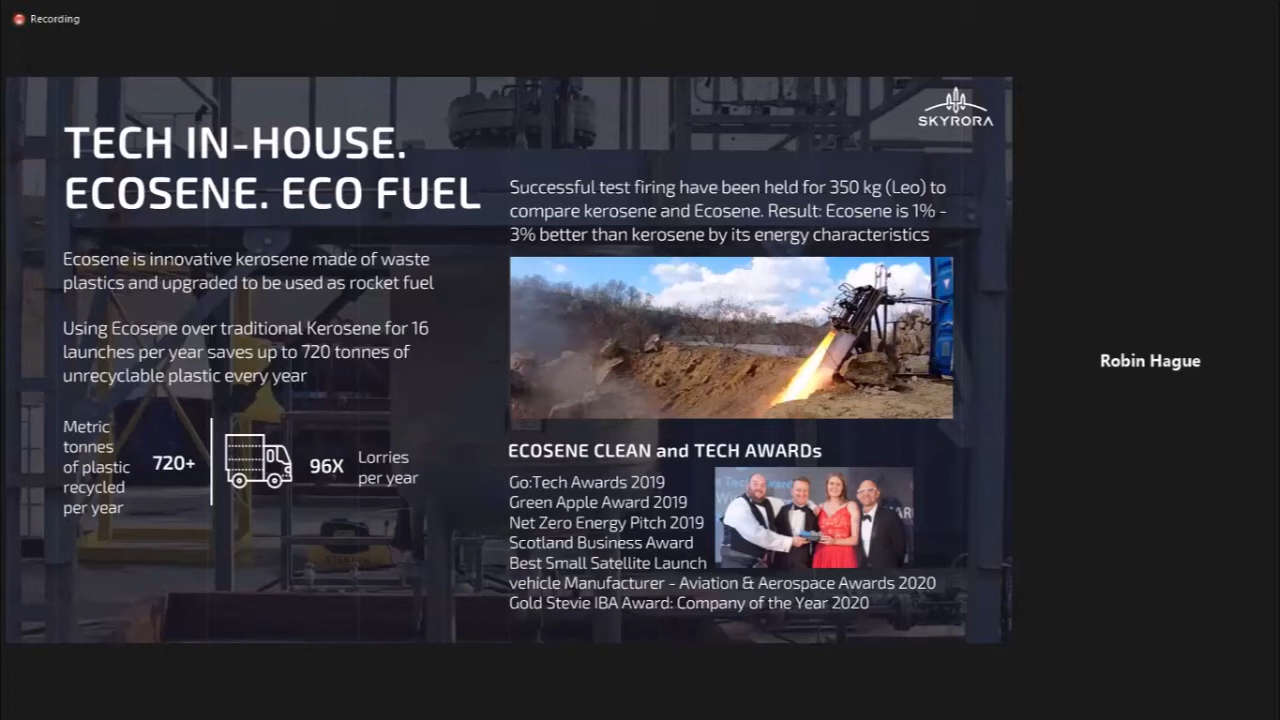 Recording
SKYRORA
TECH IN-HOUSE.
ECOSENE. ECO FUEL
Ecosene is innovative kerosene made of waste
plastics and upgraded to be used as rocket fuel
Using Ecosene over traditional Kerosene for 16
launches per year saves up to 720 tonnes of
unrecyclable plastic every year
Metric
tonnes
of plastic
recycled
per year
720+
96X
Lorries
per year
Successful test firing have been held for 350 kg (Leo) to
compare kerosene and Ecosene. Result: Ecosene is 1% -
3% better than kerosene by its energy characteristics
ECOSENE CLEAN and TECH AWARDs
Go:Tech Awards 2019
Green Apple Award 2019
Net Zero Energy Pitch 2019
Scotland Business Award
Best Small Satellite Launch
vehicle Manufacturer - Aviation & Aerospace Awards 2020
Gold Stevie IBA Award: Company of the Year 2020
Robin Hague